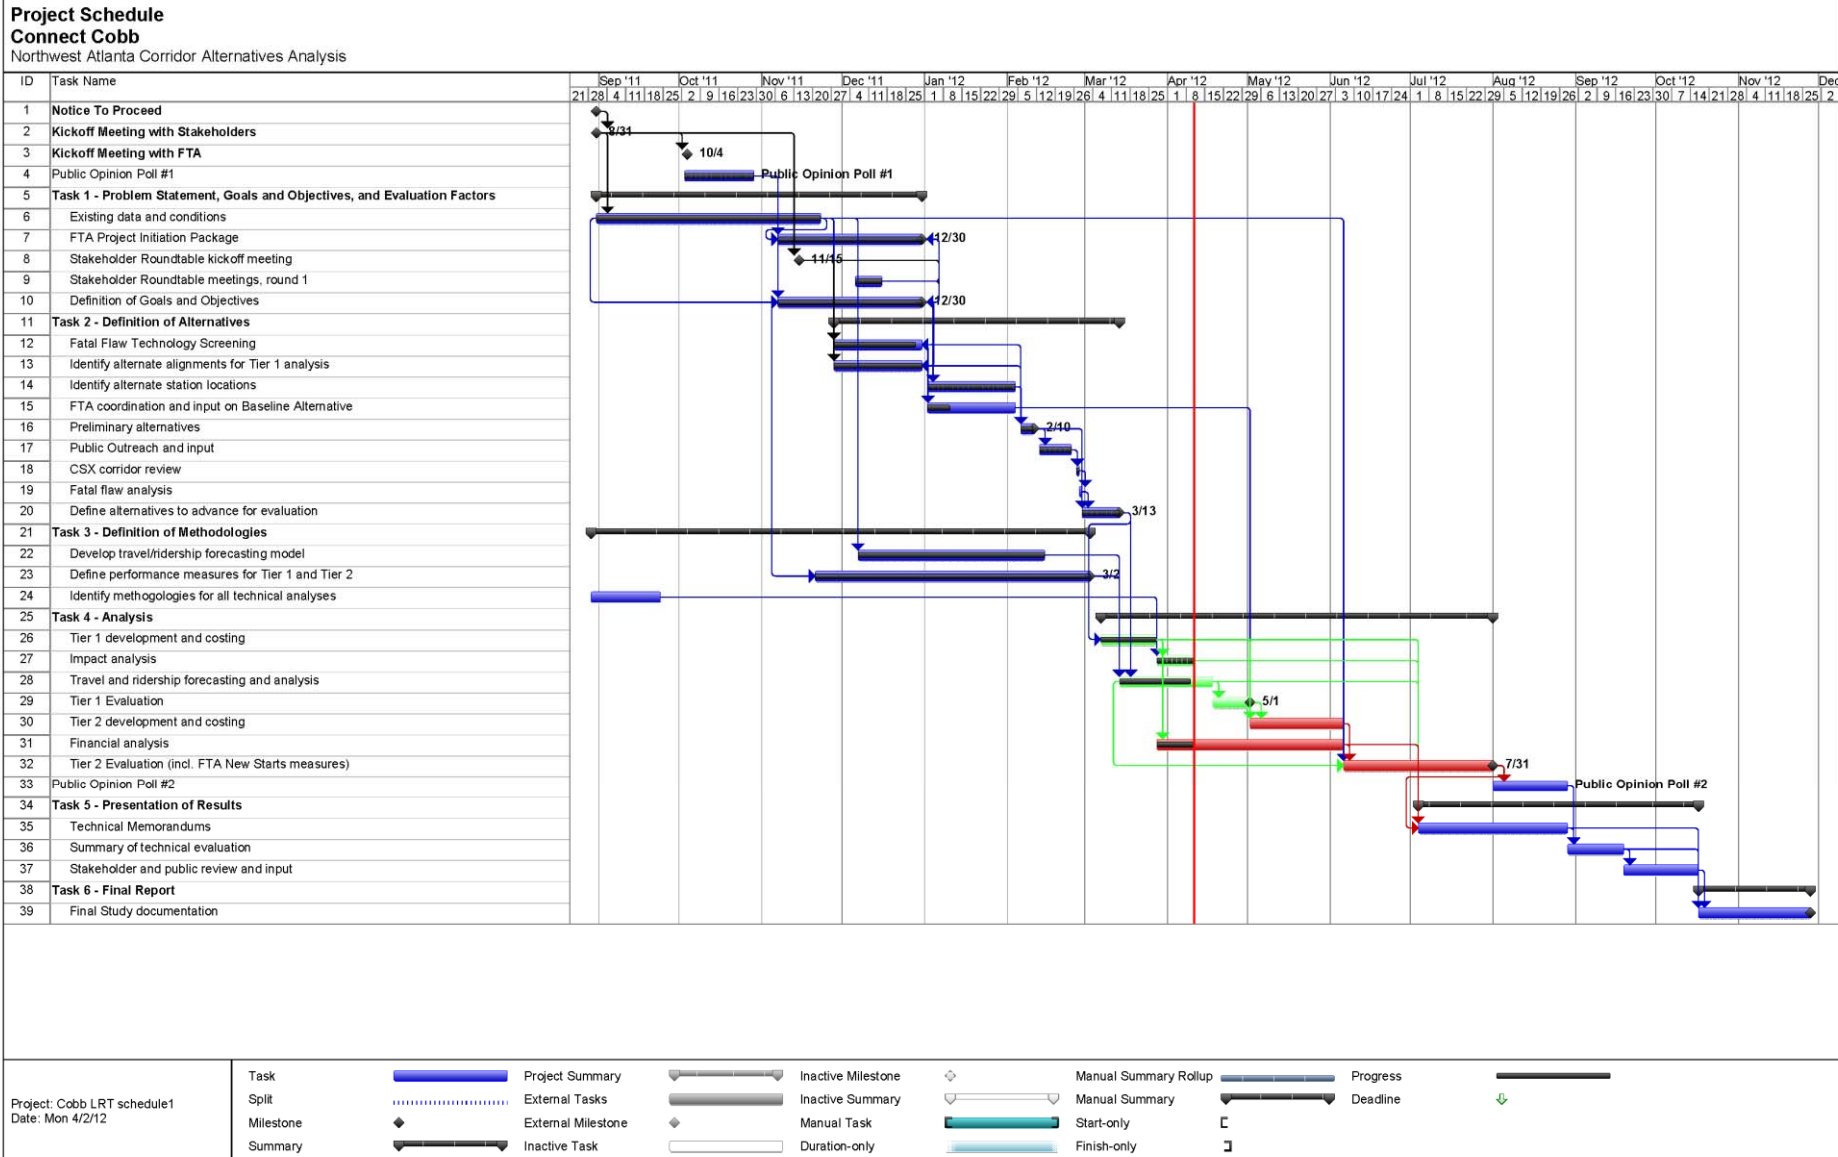 Project Schedule
Connect Cobb
Northwest Atlanta Corridor Alternatives Analysis
ID Task Name Sep '11 Oct '11 Nov '11 Dec '11 Jan '12 Feb '12 Mar '12 Apr '12 May '12 Jun '12 Jul '12 Aug '12 Sep '12 Oct '12 Nov '12 Dec
21 28 4 11 18 25 2 9 16 23 30 6 13 20 27 4 11 18 25 1 8 15 22 29 5 12 19 26 4 11 18 25 1 8 15 22 29 6 13 20 27 3 10 17 24 1 8 15 22 29 5 12 19 26 2 9 16 23 30 7 14 21 28 4 11 18 25 2
1 Notice To Proceed
2 Kickoff Meeting with Stakeholders 8/31
3 Kickoff Meeting with FTA 10/4
4 Public Opinion Poll #1 Public Opinion Poll #1
5 Task 1 - Problem Statement, Goals and Objectives, and Evaluation Factors
6 Existing data and conditions
7 FTA Project Initiation Package 12/30
8 Stakeholder Roundtable kickoff meeting 11/15
9 Stakeholder Roundtable meetings, round 1
10 Definition of Goals and Objectives 12/30
11 Task 2 - Definition of Alternatives
12 Fatal Flaw Technology Screening
13 Identify alternate alignments for Tier 1 analysis
14 Identify alternate station locations
15 FTA coordination and input on Baseline Alternative
16 Preliminary alternatives 2/10
17 Public Outreach and input
18 CSX corridor review
19 Fatal flaw analysis
20 Define alternatives to advance for evaluation 3/13
21 Task 3 - Definition of Methodologies
22 Develop travel/ridership forecasting model
23 Define performance measures for Tier 1 and Tier 2 3/2
24 Identify methogologies for all technical analyses
25 Task 4 - Analysis
26 Tier 1 development and costing
27 Impact analysis
28 Travel and ridership forecasting and analysis
29 Tier 1 Evaluation 5/1
30 Tier 2 development and costing
31 Financial analysis
32 Tier 2 Evaluation (incl. FTA New Starts measures) 7/31
33 Public Opinion Poll #2 Public Opinion Poll #2
34 Task 5 - Presentation of Results
35 Technical Memorandums
36 Summary of technical evaluation
37 Stakeholder and public review and input
38 Task 6 - Final Report
39 Final Study documentation
Project: Cobb LRT schedule1
Date: Mon 4/2/12
Task Project Summary Inactive Milestone Manual Summary Rollup Progress
Split External Tasks Inactive Summary Manual Summary Deadline
Milestone External Milestone Manual Task Start-only
Summary Inactive Task Duration-only Finish-only